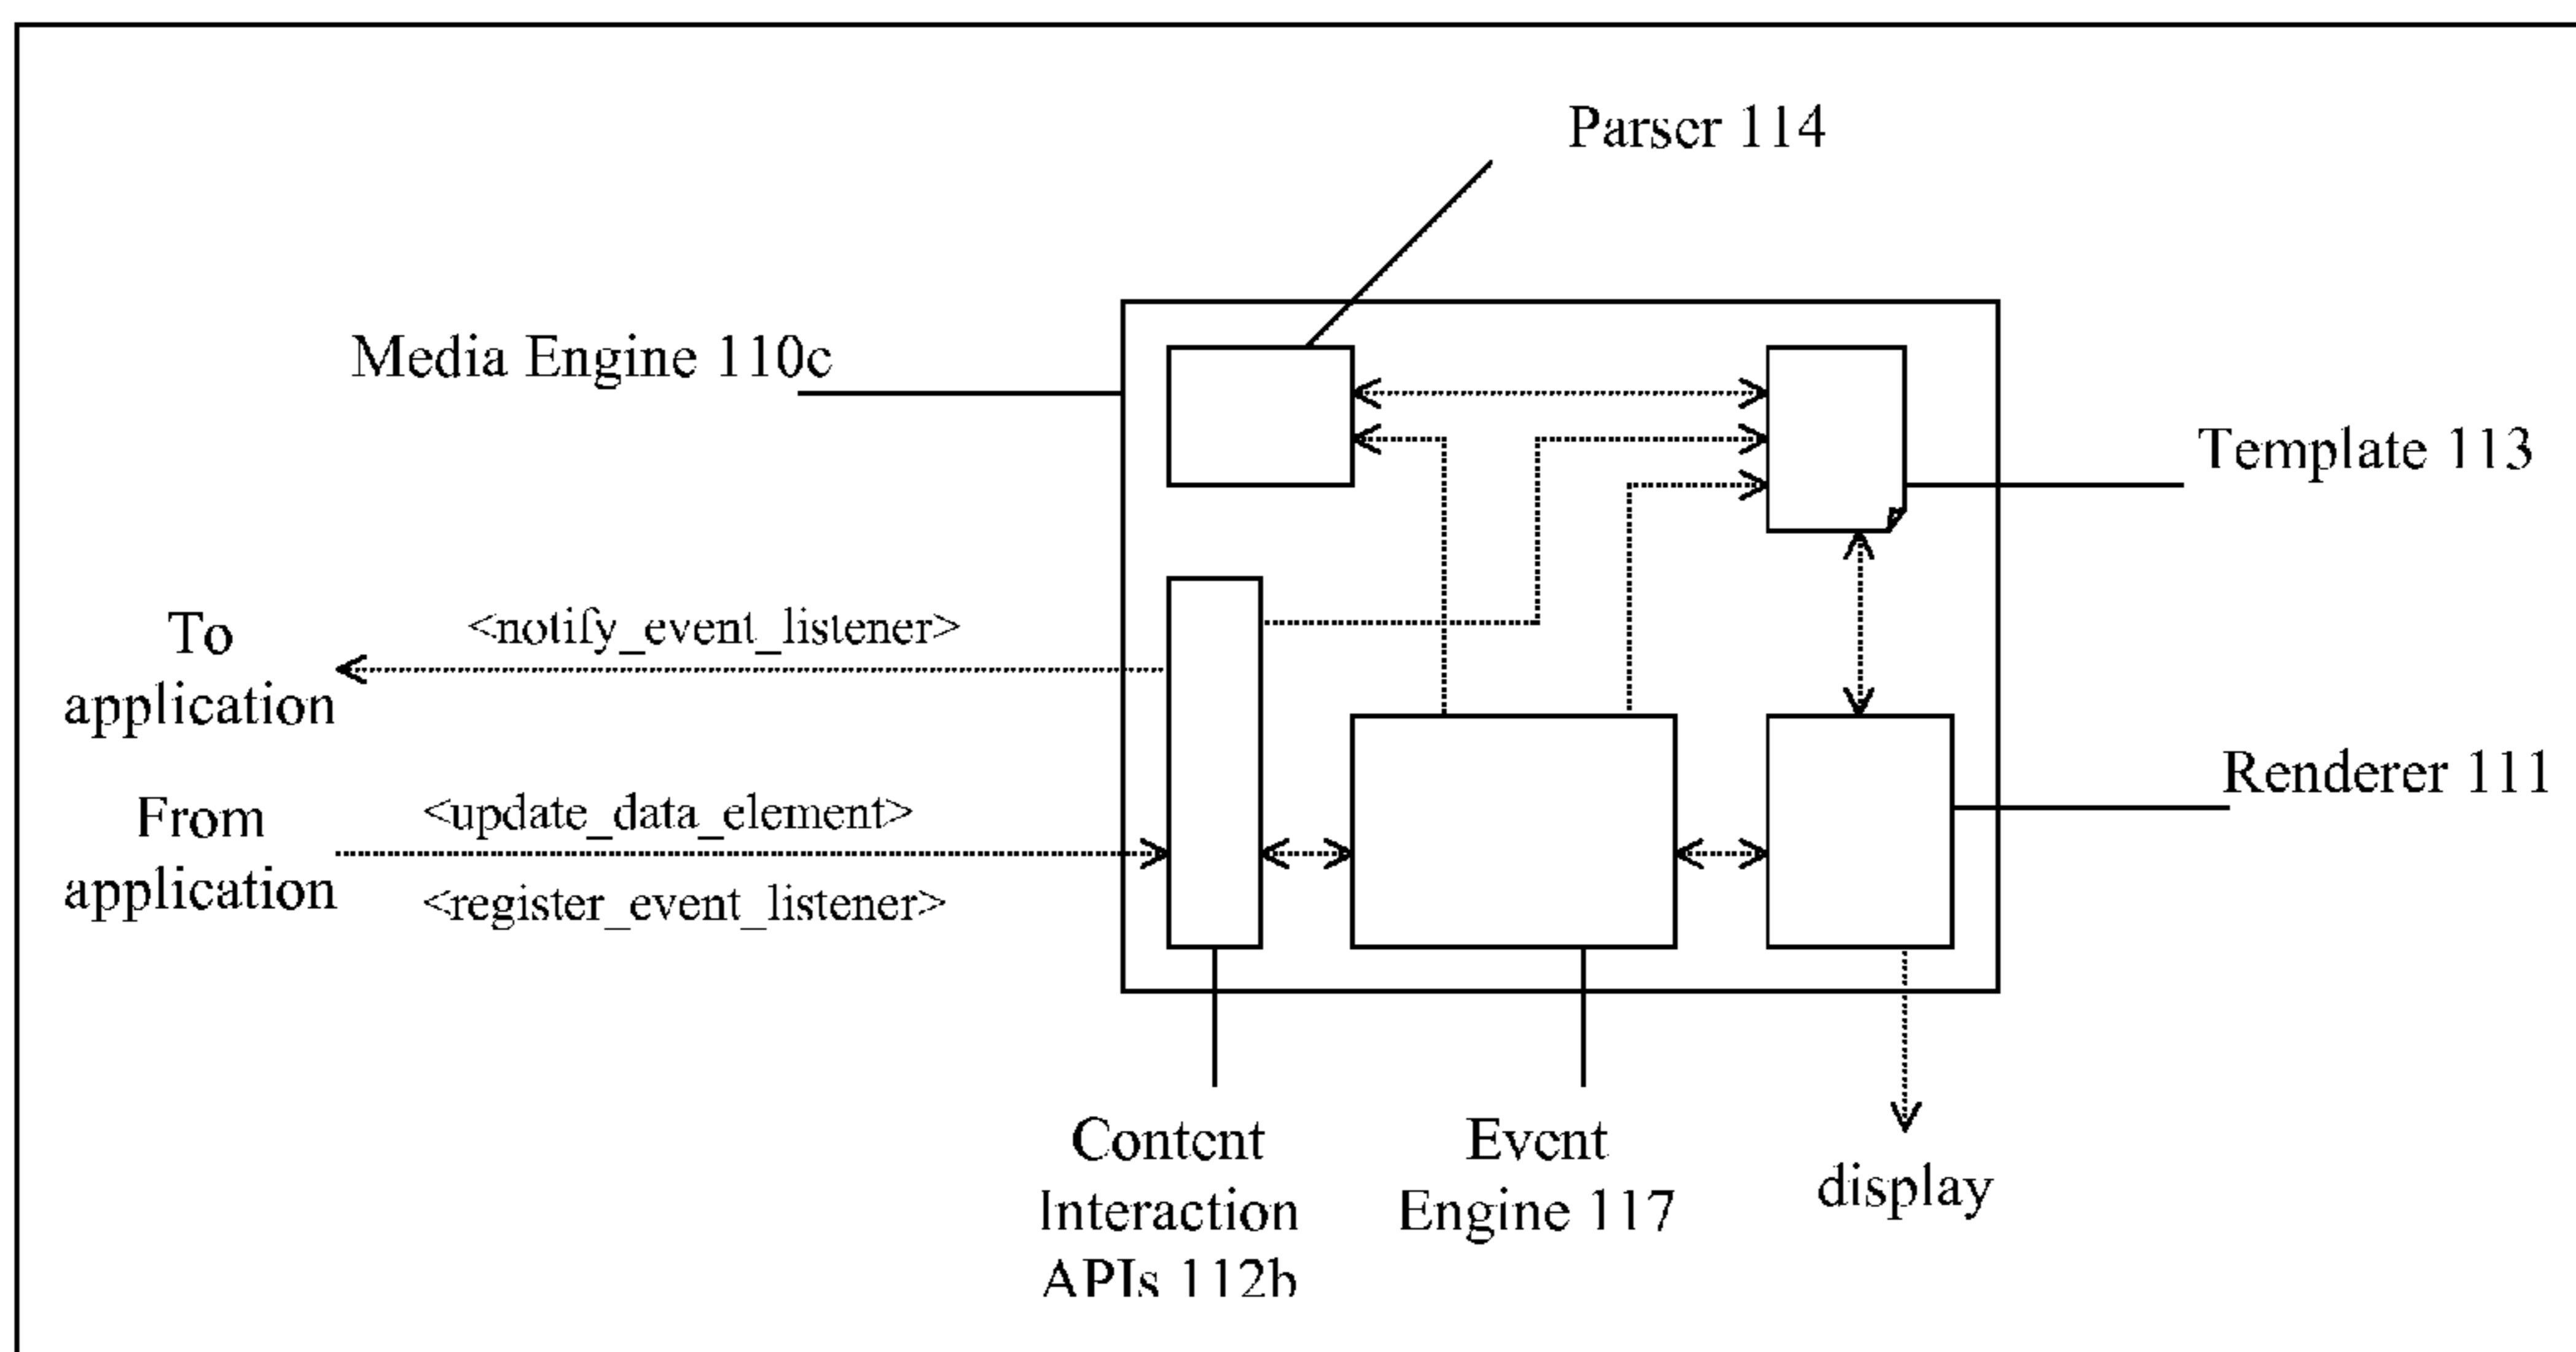 Parser 114
Media Engine 110c
Template 113
To
application
<notify_event_listener>
From
application
<update_data_element>
<register_event_listener>
Renderer 111
Content
Interaction
APIs 112b
Event
Engine 117
display